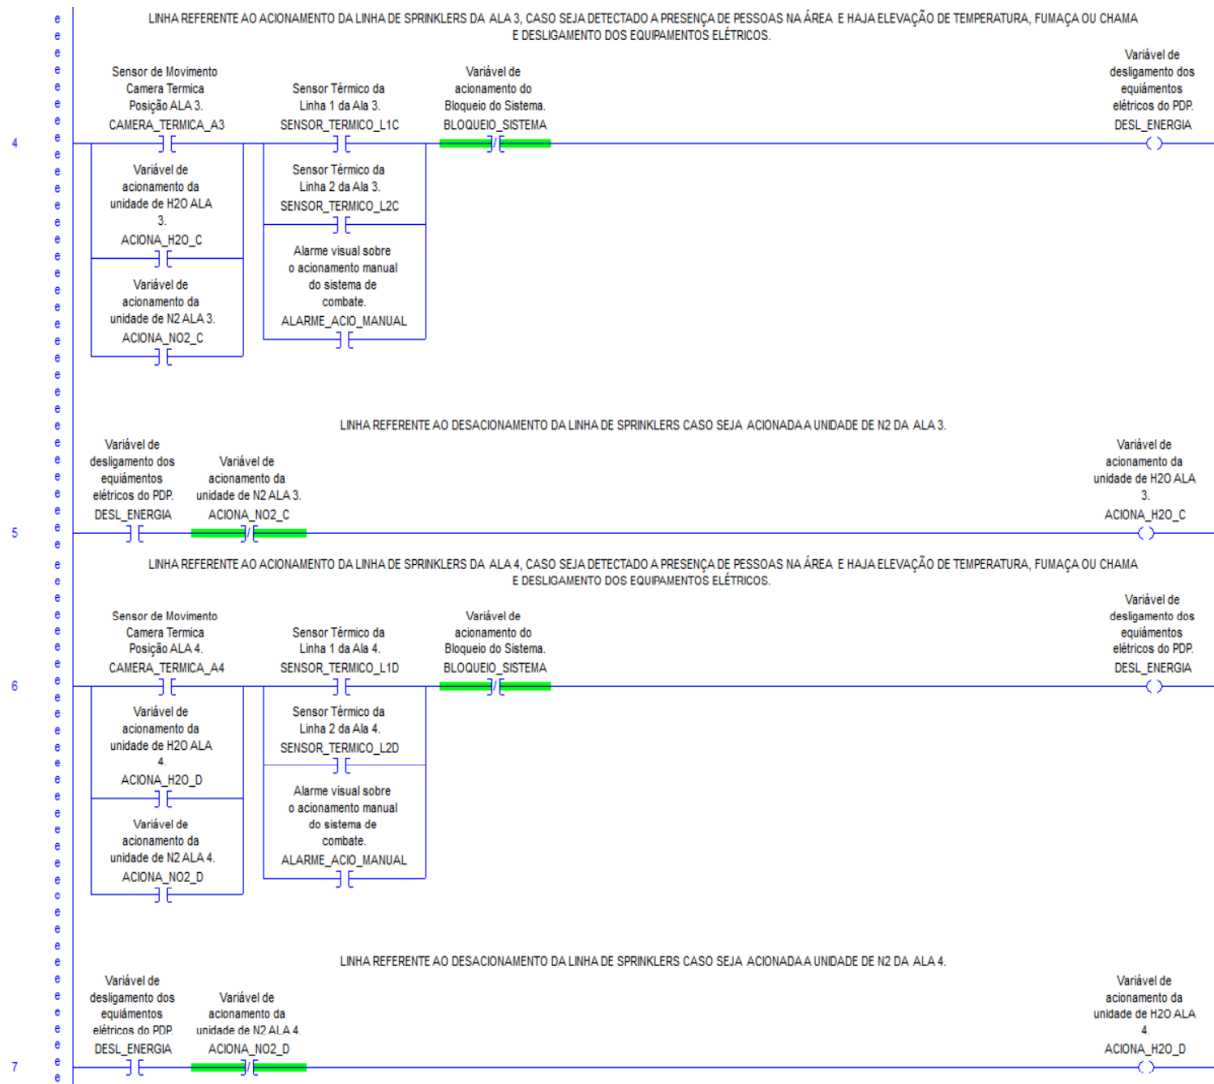 LINHA REFERENTE AO ACIONAMENTO DA LINHA DE SPRINKLERS DA ALA 3, CASO SEJA DETECTADO A PRESENÇA DE PESSOAS NA ÁREA E HAJA ELEVAÇÃO DE TEMPERATURA, FUMAÇA OU CHAMA
E DESLIGAMENTO DOS EQUIPAMENTOS ELÉTRICOS.
Sensor de Movimento
Camera Termica
Posição ALA 3.
CAMERA_TERMICA_A3
Sensor Térmico da
Linha 1 da Ala 3.
SENSOR_TERMICO_L1C
Variável de
acionamento do
Bloqueio do Sistema.
BLOQUEIO_SISTEMA
Variável de
desligamento dos
equiámentos
elétricos do PDP.
DESL_ENERGIA
4
Variável de
acionamento da
unidade de H2O ALA
3.
ACIONA_H2O_C
Sensor Térmico da
Linha 2 da Ala 3.
SENSOR_TERMICO_L2C
Variável de
acionamento da
unidade de N2 ALA 3.
ACIONA_NO2_C
Alarme visual sobre
o acionamento manual
do sistema de
combate.
ALARME_ACIO_MANUAL
LINHA REFERENTE AO DESACIONAMENTO DA LINHA DE SPRINKLERS CASO SEJA ACIONADA A UNIDADE DE N2 DA ALA 3.
Variável de
desligamento dos
equiámentos
elétricos do PDP.
DESL_ENERGIA
Variável de
acionamento da
unidade de N2 ALA 3.
ACIONA_NO2_C
Variável de
acionamento da
unidade de H2O ALA
3.
ACIONA_H2O_C
5
LINHA REFERENTE AO ACIONAMENTO DA LINHA DE SPRINKLERS DA ALA 4, CASO SEJA DETECTADO A PRESENÇA DE PESSOAS NA ÁREA E HAJA ELEVAÇÃO DE TEMPERATURA, FUMAÇA OU CHAMA
E DESLIGAMENTO DOS EQUIPAMENTOS ELÉTRICOS.
Sensor de Movimento
Camera Termica
Posição ALA 4.
CAMERA_TERMICA_A4
Sensor Térmico da
Linha 1 da Ala 4.
SENSOR_TERMICO_L1D
Variável de
acionamento do
Bloqueio do Sistema.
BLOQUEIO_SISTEMA
Variável de
desligamento dos
equiámentos
elétricos do PDP.
DESL_ENERGIA
6
Variável de
acionamento da
unidade de H2O ALA
4.
ACIONA_H2O_D
Sensor Térmico da
Linha 2 da Ala 4.
SENSOR_TERMICO_L2D
Variável de
acionamento da
unidade de N2 ALA 4.
ACIONA_NO2_D
Alarme visual sobre
o acionamento manual
do sistema de
combate.
ALARME_ACIO_MANUAL
LINHA REFERENTE AO DESACIONAMENTO DA LINHA DE SPRINKLERS CASO SEJA ACIONADA A UNIDADE DE N2 DA ALA 4.
Variável de
desligamento dos
equiámentos
elétricos do PDP
DESL_ENERGIA
Variável de
acionamento da
unidade de N2 ALA 4.
ACIONA_NO2_D
Variável de
acionamento da
unidade de H2O ALA
4.
ACIONA_H2O_D
7